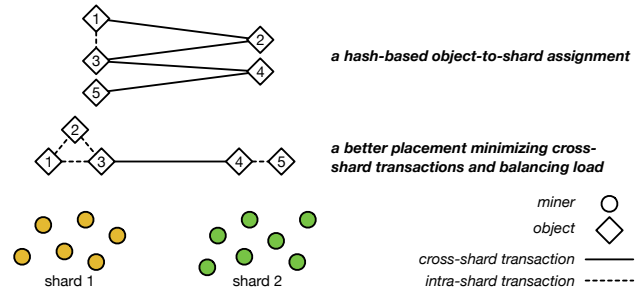 1
2
3
4
5
a hash-based object-to-shard assignment
2
1
3
4
5
a better placement minimizing cross-
shard transactions and balancing load
miner
object
cross-shard transaction
intra-shard transaction
shard 1
shard 2